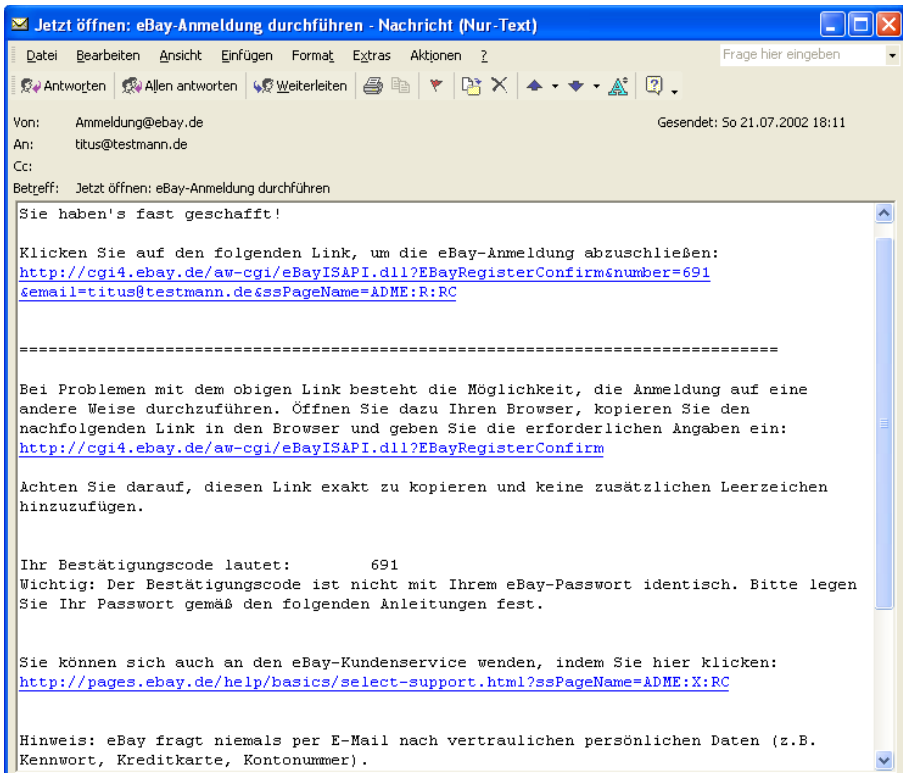 Jetzt öffnen: eBay-Anmeldung durchführen - Nachricht (Nur-Text)
Datei Bearbeiten Ansicht Einfügen Format Extras Aktionen ? Frage hier eingeben
Antworten Allen antworten Weiterleiten
Von: Ammeldung@ebay.de Gesendet: So 21.07.2002 18:11
An: titus@testmann.de
Cc:
Betreff: Jetzt öffnen: eBay-Anmeldung durchführen
Sie haben's fast geschafft!
Klicken Sie auf den folgenden Link, um die eBay-Anmeldung abzuschließen:
http://cgi4.ebay.de/aw-cgi/eBayISAPI.dll?EBayRegisterConfirm&number=691
&email=titus@testmann.de&ssPageName=ADME:R:RC
==============================================================================
Bei Problemen mit dem obigen Link besteht die Möglichkeit, die Anmeldung auf eine
andere Weise durchzuführen. Öffnen Sie dazu Ihren Browser, kopieren Sie den
nachfolgenden Link in den Browser und geben Sie die erforderlichen Angaben ein:
http://cgi4.ebay.de/aw-cgi/eBayISAPI.dll?EBayRegisterConfirm
Achten Sie darauf, diesen Link exakt zu kopieren und keine zusätzlichen Leerzeichen
hinzuzufügen.
Ihr Bestätigungscode lautet: 691
Wichtig: Der Bestätigungscode ist nicht mit Ihrem eBay-Passwort identisch. Bitte legen
Sie Ihr Passwort gemäß den folgenden Anleitungen fest.
Sie können sich auch an den eBay-Kundenservice wenden, indem Sie hier klicken:
http://pages.ebay.de/help/basics/select-support.html?ssPageName=ADME:X:RC
Hinweis: eBay fragt niemals per E-Mail nach vertraulichen persönlichen Daten (z.B.
Kennwort, Kreditkarte, Kontonummer).